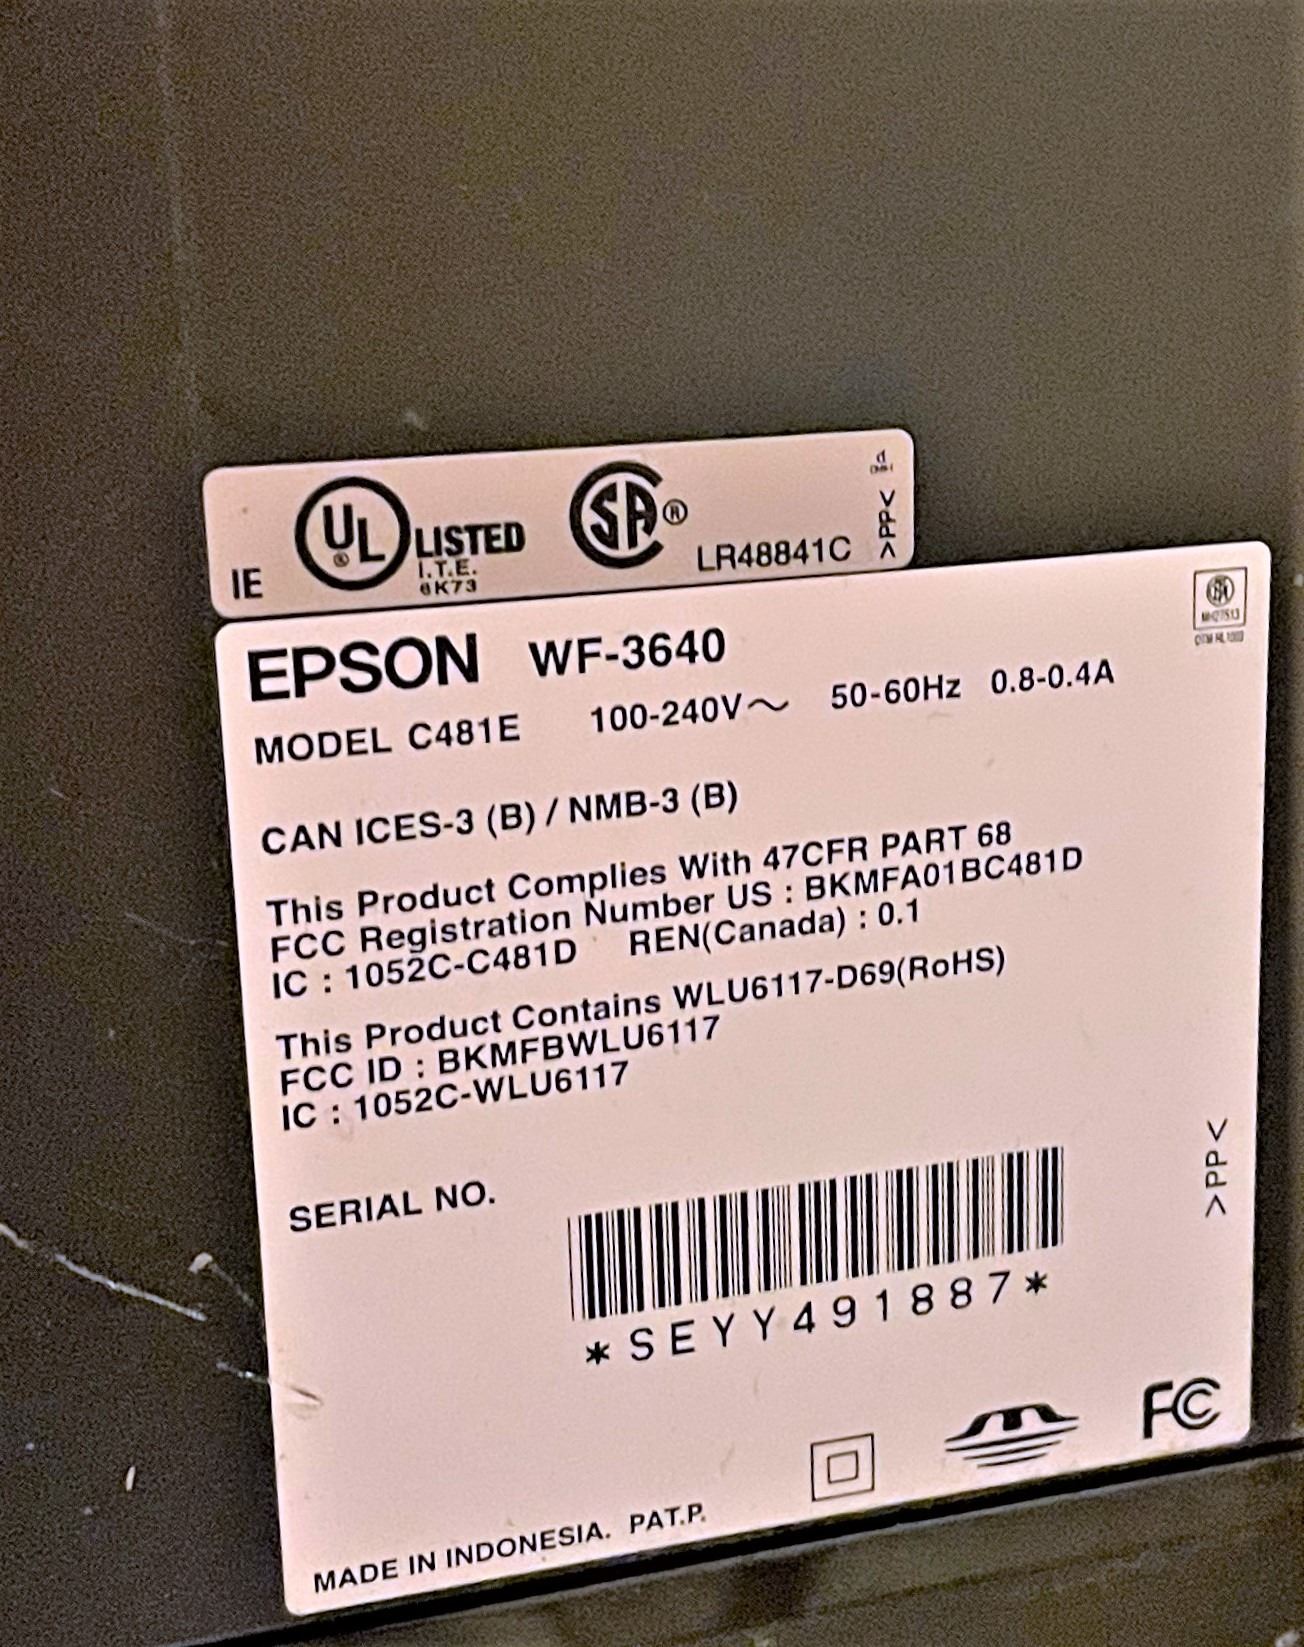 IE UL ® LISTED
I.T.E.
6K73
SA ®
LR48841C
>PP<
EPSON WF-3640
MODEL C481E 100-240V~ 50-60Hz 0.8-0.4A
CAN ICES-3 (B) / NMB-3 (B)
This Product Complies With 47CFR PART 68
FCC Registration Number US : BKMFA01BC481D
IC : 1052C-C481D REN(Canada) : 0.1
This Product Contains WLU6117-D69(RoHS)
FCC ID : BKMFBWLU6117
IC : 1052C-WLU6117
>PP<
SERIAL NO.
*SEYY491887*
FC
MADE IN INDONESIA. PAT.P.